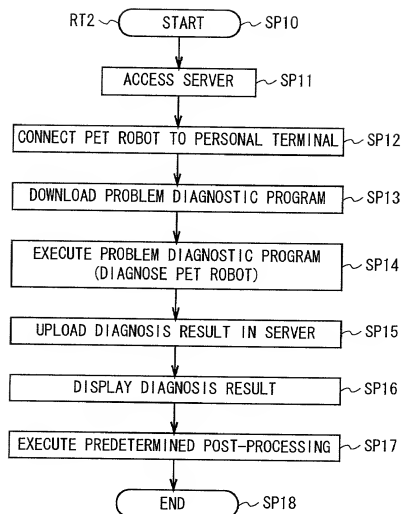 RT2 START SP10
ACCESS SERVER SP11
CONNECT PET ROBOT TO PERSONAL TERMINAL SP12
DOWNLOAD PROBLEM DIAGNOSTIC PROGRAM SP13
EXECUTE PROBLEM DIAGNOSTIC PROGRAM
(DIAGNOSE PET ROBOT) SP14
UPLOAD DIAGNOSIS RESULT IN SERVER SP15
DISPLAY DIAGNOSIS RESULT SP16
EXECUTE PREDETERMINED POST-PROCESSING SP17
END SP18